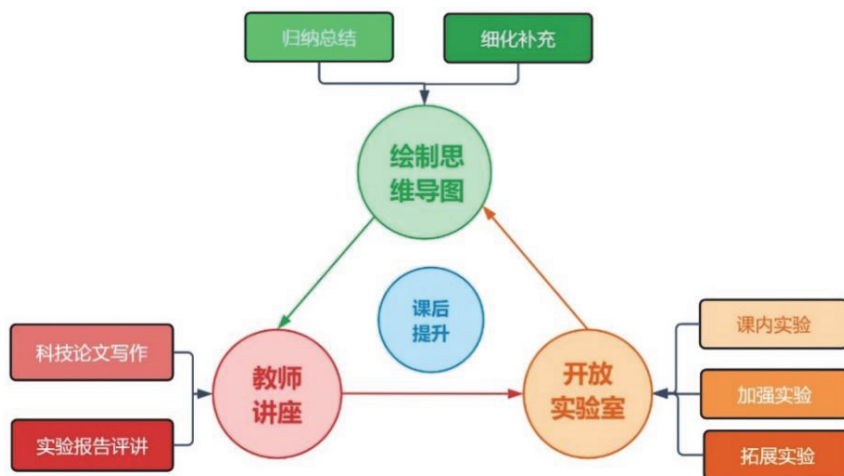 归纳总结
细化补充
绘制思
维导图
课后
提升
科技论文写作
实验报告评讲
教师
讲座
开放
实验室
课内实验
加强实验
拓展实验